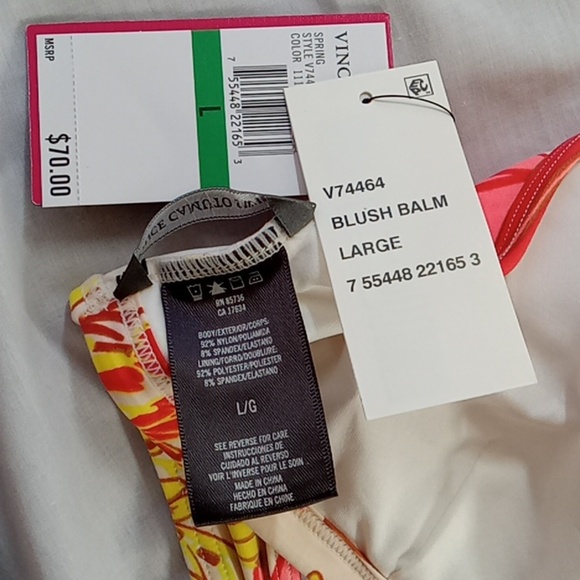 VINC
SPRING
STYLE V744
COLOR 111
7 55448 22165 3
L
MSRP
$70.00
V74464
BLUSH BALM
LARGE
7 55448 22165 3
CE CAMUTO
RN 85736
CA 17634
BODY/EXTERIOR/CORPS
92% NYLON/POLIAMIDA
8% SPANDEX/ELASTANO
LINING/FORRO/DOUBLURE:
92% POLYESTER/POLIESTER
8% SPANDEX/ELASTANO
L/G
SEE REVERSE FOR CARE
INSTRUCCIONES DE
CUIDADO AL REVERSO
VOIR L'INVERSE POUR LE SOIN
MADE IN CHINA
HECHO EN CHINA
FABRIQUE EN CHINE